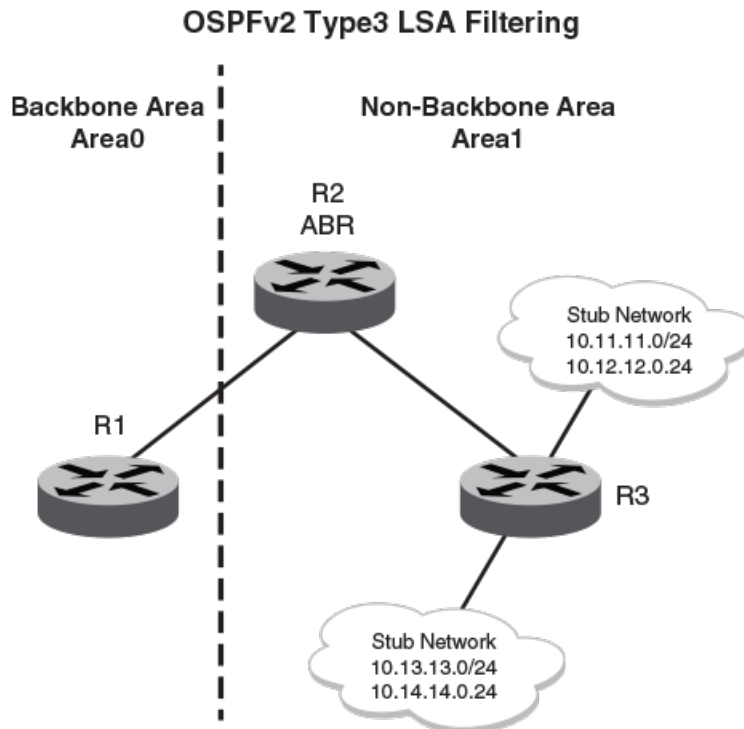 OSPFv2 Type3 LSA Filtering
Backbone Area
Area0
Non-Backbone Area
Area1
R2
ABR
Stub Network
10.11.11.0/24
10.12.12.0.24
R1
R3
Stub Network
10.13.13.0/24
10.14.14.0.24